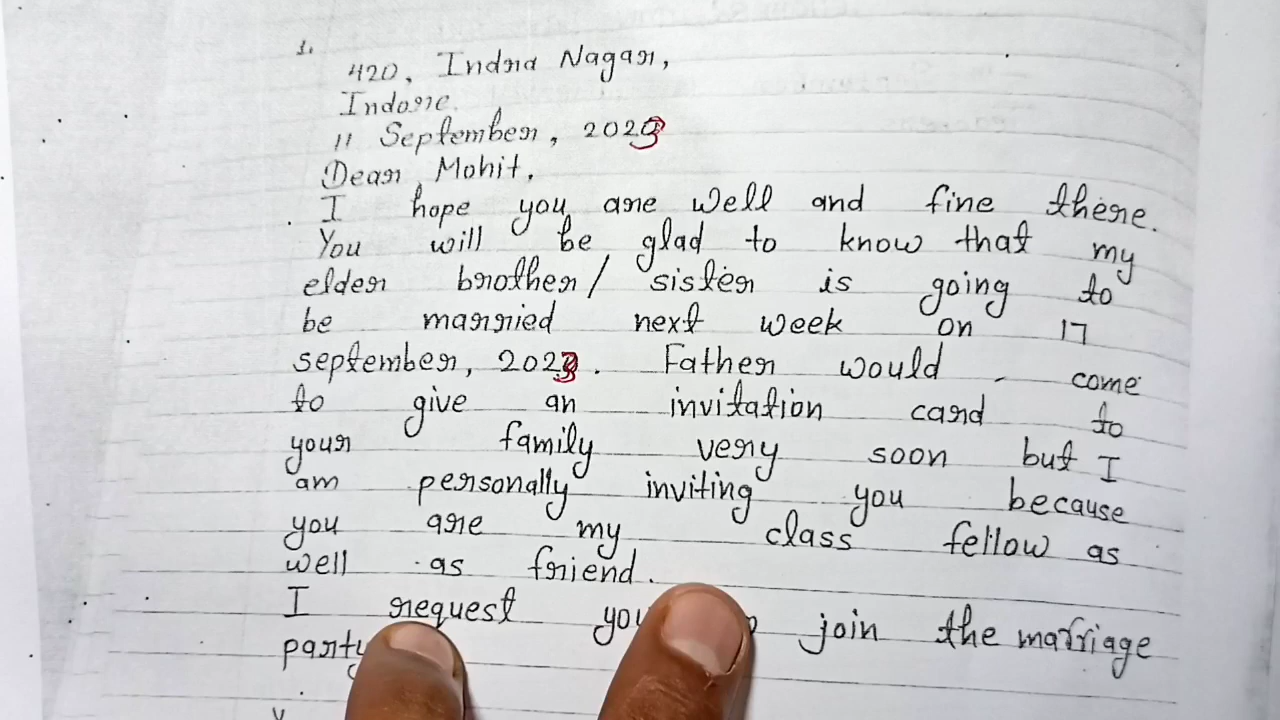 1.
420, Indra Nagar,
Indore.
11 September, 2023
Dear Mohit,
I hope you are well and fine there.
You will be glad to know that my
elder brother/ sister is going to
be married next week on 17
september, 2023. Father would come
to give an invitation card to
your family very soon but I
am personally inviting you because
you are my class fellow as
well as friend.
I request you join the marriage
party